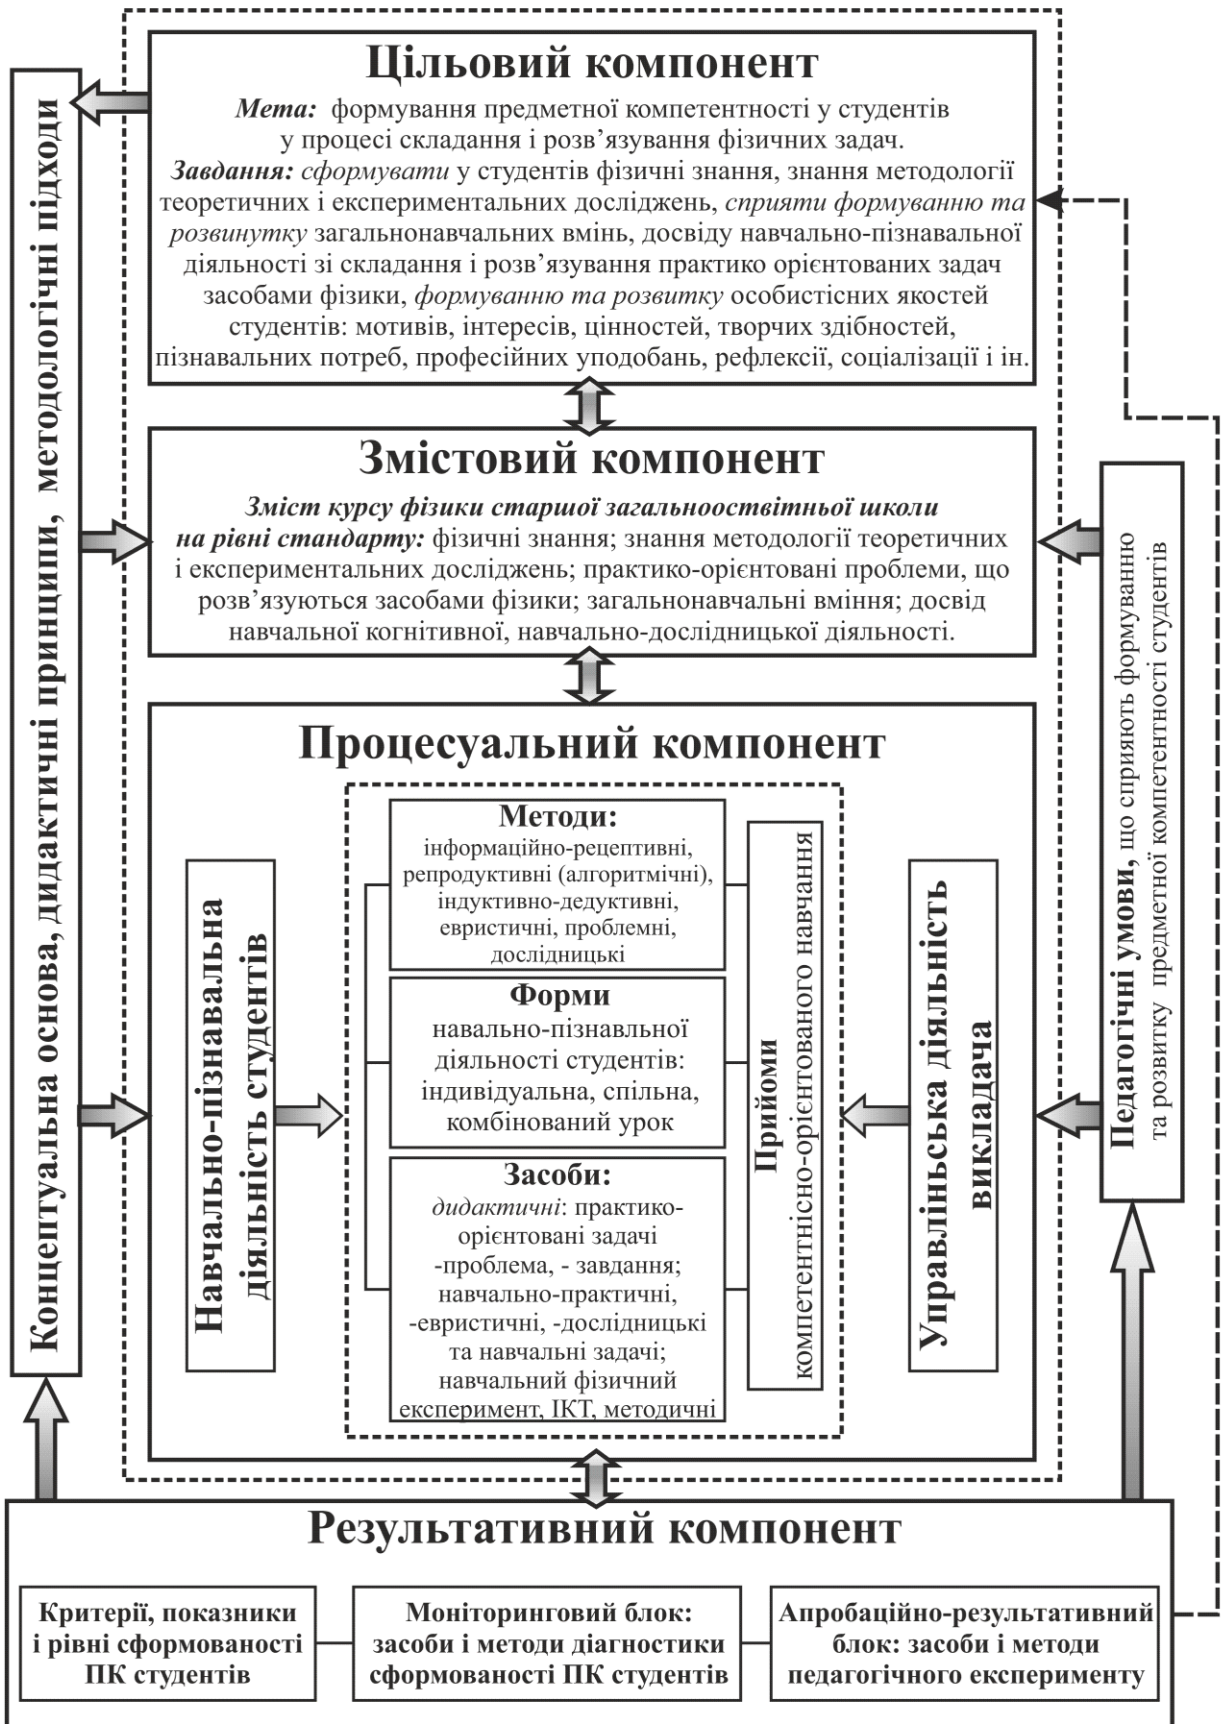 Цільовий компонент
Мета: формування предметної компетентності у студентів
у процесі складання і розв’язування фізичних задач.
Завдання: сформувати у студентів фізичні знання, знання методології
теоретичних і експериментальних досліджень, сприяти формуванню та
розвинутку загальнонавчальних вмінь, досвіду навчально-пізнавальної
діяльності зі складання і розв’язування практико орієнтованих задач
засобами фізики, формуванню та розвитку особистісних якостей
студентів: мотивів, інтересів, цінностей, творчих здібностей,
пізнавальних потреб, професійних уподобань, рефлексії, соціалізації і ін.
Концептуальна основа, дидактичні принципи, методологічні підходи
Змістовий компонент
Зміст курсу фізики старшої загальнооствітньої школи
на рівні стандарту: фізичні знання; знання методології теоретичних
і експериментальних досліджень; практико-орієнтовані проблеми, що
розв’язуються засобами фізики; загальнонавчальні вміння; досвід
навчальної когнітивної, навчально-дослідницької діяльності.
Педагогічні умови, що сприяють формуванню
та розвитку предметної компетентності студентів
Процесуальний компонент
Навчально-пізнавальна
діяльність студентів
Методи:
інформаційно-рецептивні,
репродуктивні (алгоритмічні),
індуктивно-дедуктивні,
евристичні, проблемні,
дослідницькі
Форми
навально-пізнавльної
діяльності студентів:
індивідуальна, спільна,
комбінований урок
Засоби:
дидактичні: практико-
орієнтовані задачі
-проблема, - завдання;
навчально-практичні,
-евристичні, -дослідницькі
та навчальні задачі;
навчальний фізичний
експеримент, ІКТ, методичні
Прийоми
компетентнісно-орієнтованого навчання
Управлінська діяльність
викладача
Результативний компонент
Критерії, показники
і рівні сформованості
ПК студентів
Моніторинговий блок:
засоби і методи діагностики
сформованості ПК студентів
Апробаційно-результативний
блок: засоби і методи
педагогічного експерименту